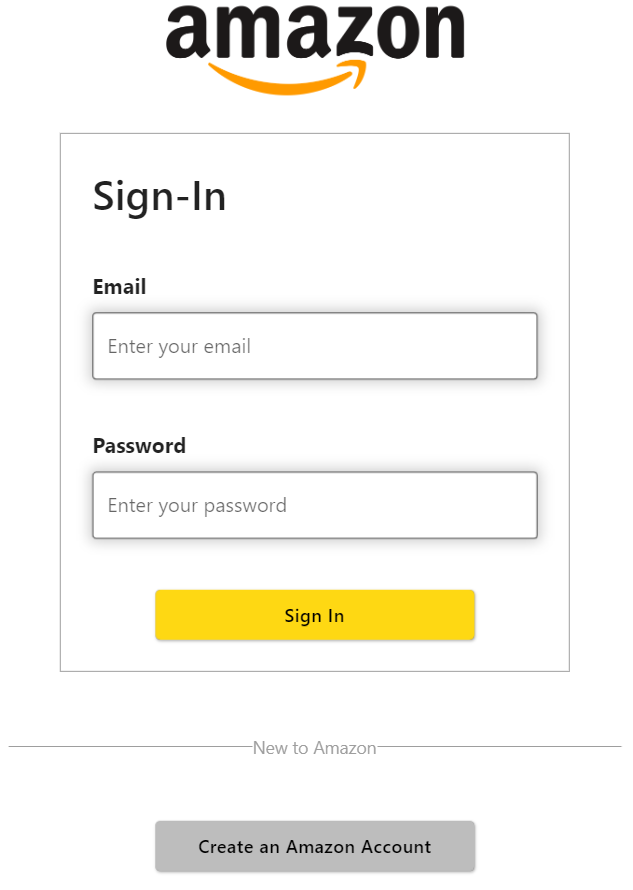 amazon
Sign-In
Email
Enter your email
Password
Enter your password
Sign In
New to Amazon
Create an Amazon Account